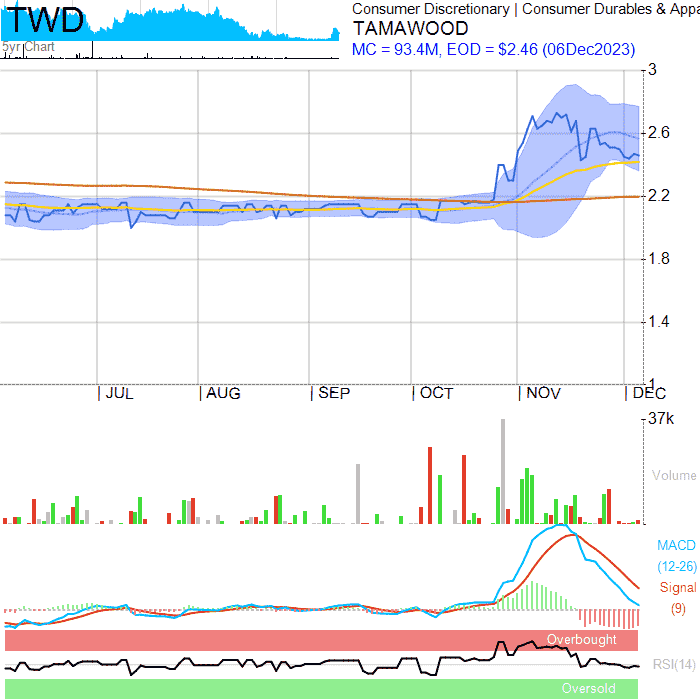 TWD
5yr Chart
Consumer Discretionary | Consumer Durables & Appa
TAMAWOOD
MC = 93.4M, EOD = $2.46 (06Dec2023)
3
2.6
2.2
1.8
1.4
1
JUL AUG SEP OCT NOV DEC
37k
Volume
MACD
(12-26)
Signal
(9)
Overbought
RSI(14)
Oversold